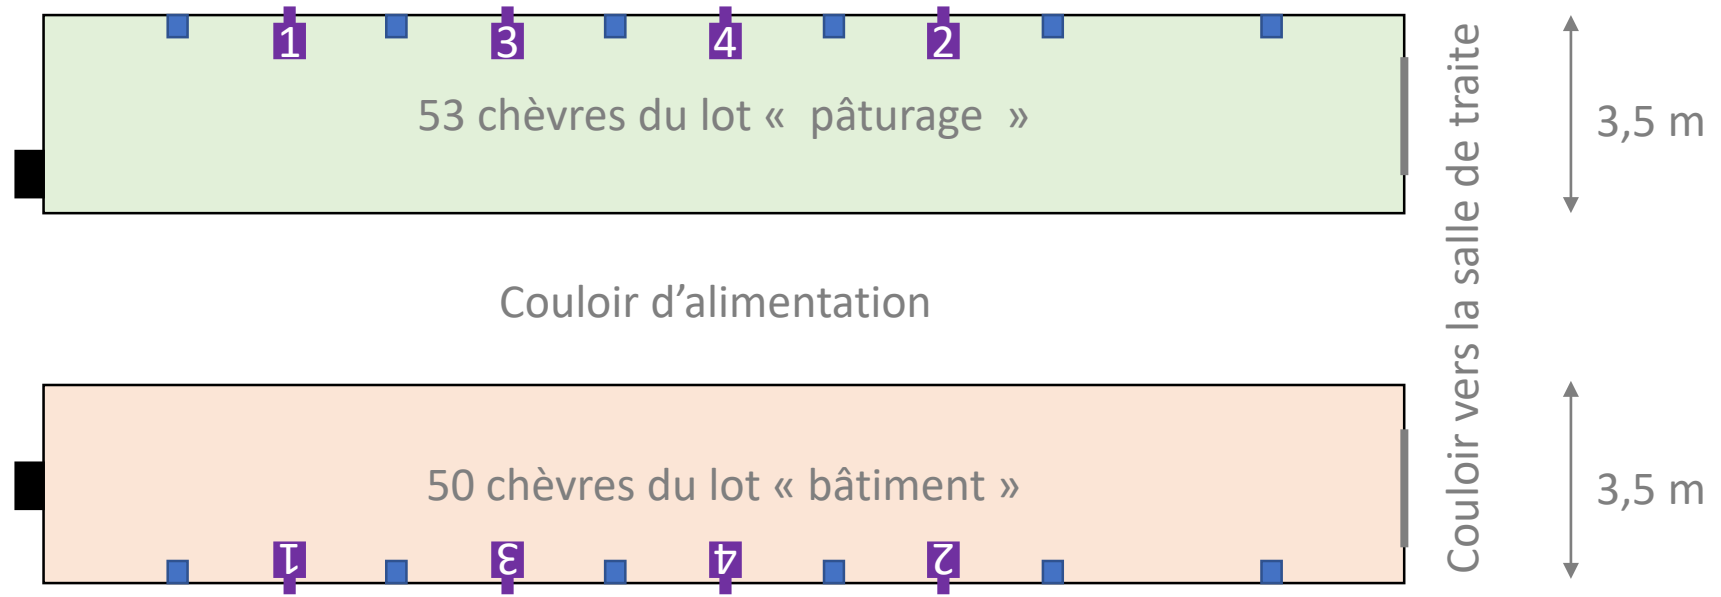 1 3 4 2
53 chèvres du lot « pâturage »
3,5 m
Couloir vers la salle de traite
Couloir d’alimentation
50 chèvres du lot « bâtiment »
3,5 m
1 3 4 2